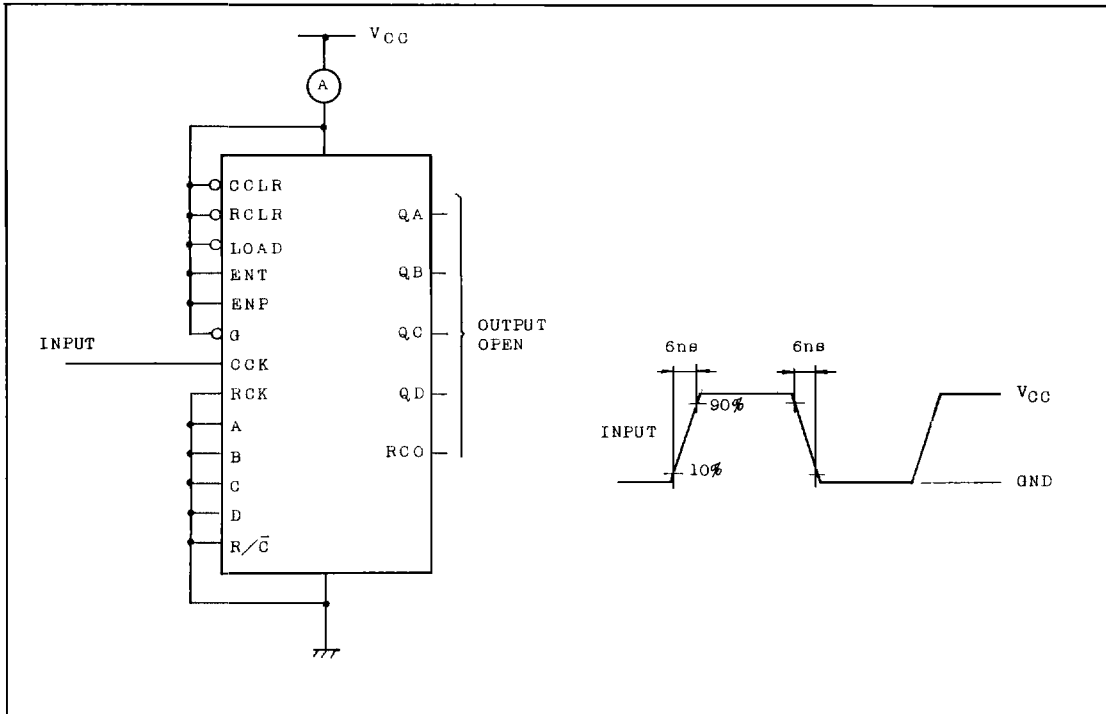 VCC
A
CCLR
RCLR
LOAD
ENT
ENP
G
CCK
RCK
A
B
C
D
R/C̅
INPUT
QA
QB
QC
QD
RCO
OUTPUT
OPEN
6ns
6ns
90%
10%
INPUT
VCC
GND